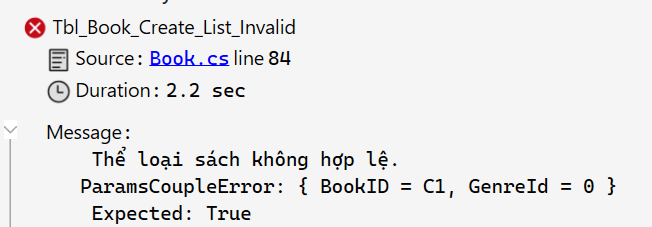 Tbl_Book_Create_List_Invalid
Source: Book.cs line 84
Duration: 2.2 sec
Message:
Thể loại sách không hợp lệ.
ParamsCoupleError: { BookID = C1, GenreId = 0 }
Expected: True